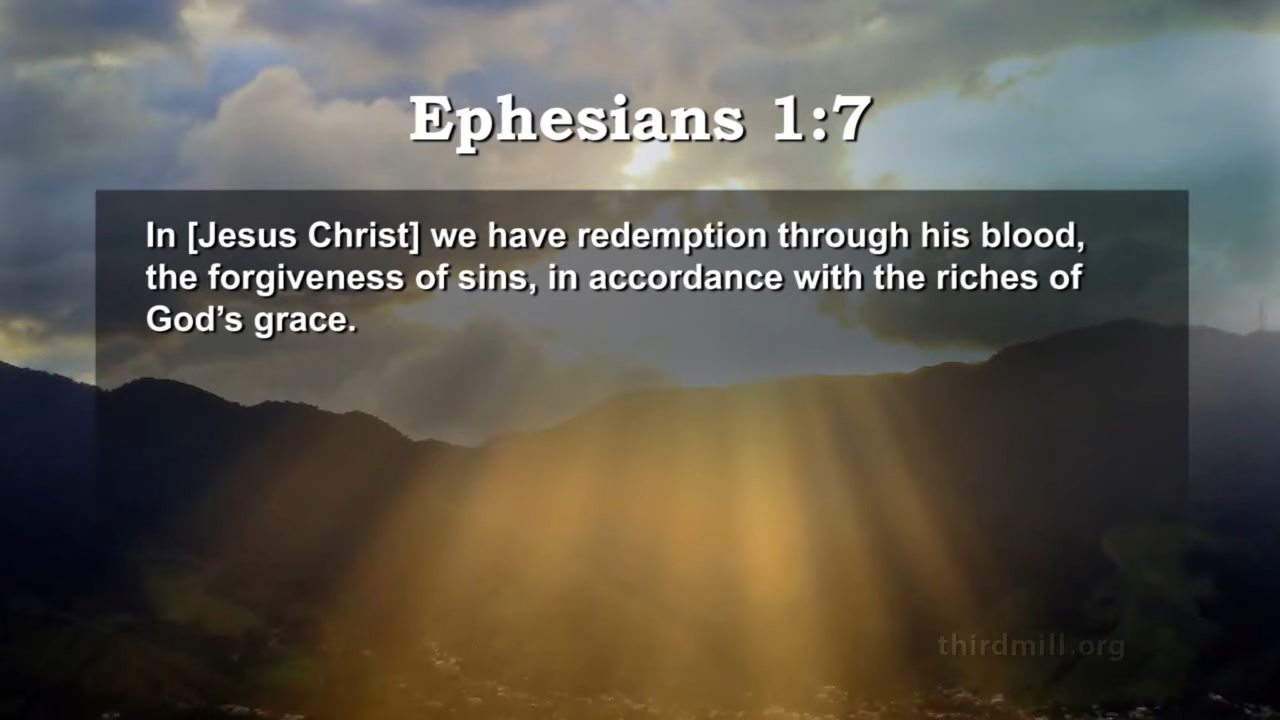 Ephesians 1:7
In [Jesus Christ] we have redemption through his blood,
the forgiveness of sins, in accordance with the riches of
God’s grace.
thirdmill.org